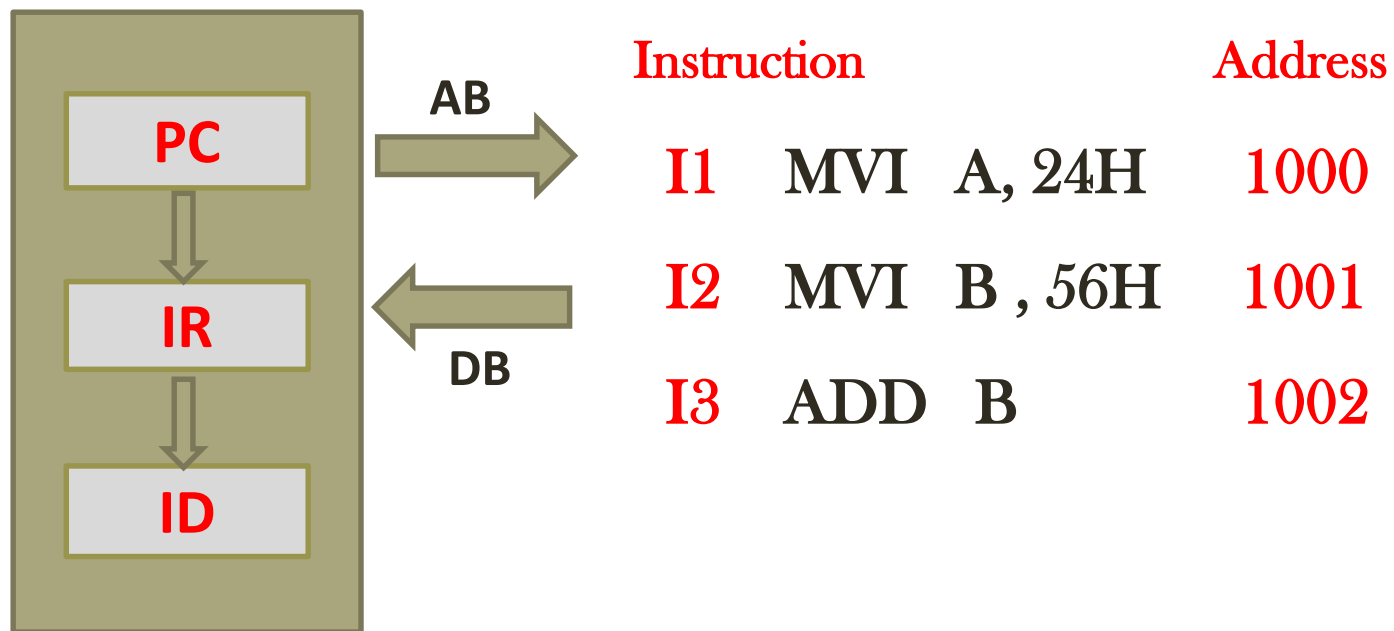 PC
IR
ID
AB
DB
Instruction Address
I1 MVI A, 24H 1000
I2 MVI B , 56H 1001
I3 ADD B 1002